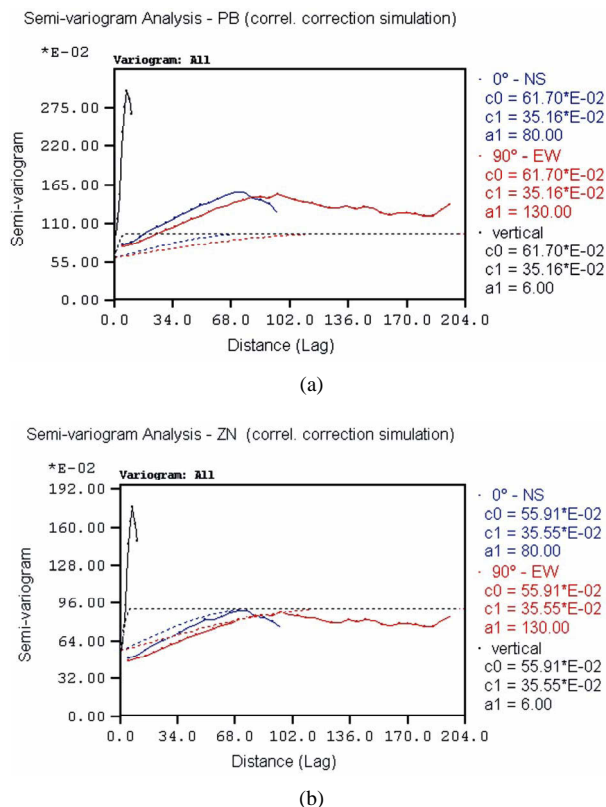 Semi-variogram Analysis - PB (correl. correction simulation)
*E-02
Variogram: All
Semi-variogram
275.00
220.00
165.00
110.00
55.00
0.00
0.0 34.0 68.0 102.0 136.0 170.0 204.0
Distance (Lag)
· 0º - NS
c0 = 61.70*E-02
c1 = 35.16*E-02
a1 = 80.00
· 90º - EW
c0 = 61.70*E-02
c1 = 35.16*E-02
a1 = 130.00
· vertical
c0 = 61.70*E-02
c1 = 35.16*E-02
a1 = 6.00
(a)
Semi-variogram Analysis - ZN (correl. correction simulation)
*E-02
Variogram: All
Semi-variogram
192.00
160.00
128.00
96.00
64.00
32.00
0.00
0.0 34.0 68.0 102.0 136.0 170.0 204.0
Distance (Lag)
· 0º - NS
c0 = 55.91*E-02
c1 = 35.55*E-02
a1 = 80.00
· 90º - EW
c0 = 55.91*E-02
c1 = 35.55*E-02
a1 = 130.00
· vertical
c0 = 55.91*E-02
c1 = 35.55*E-02
a1 = 6.00
(b)